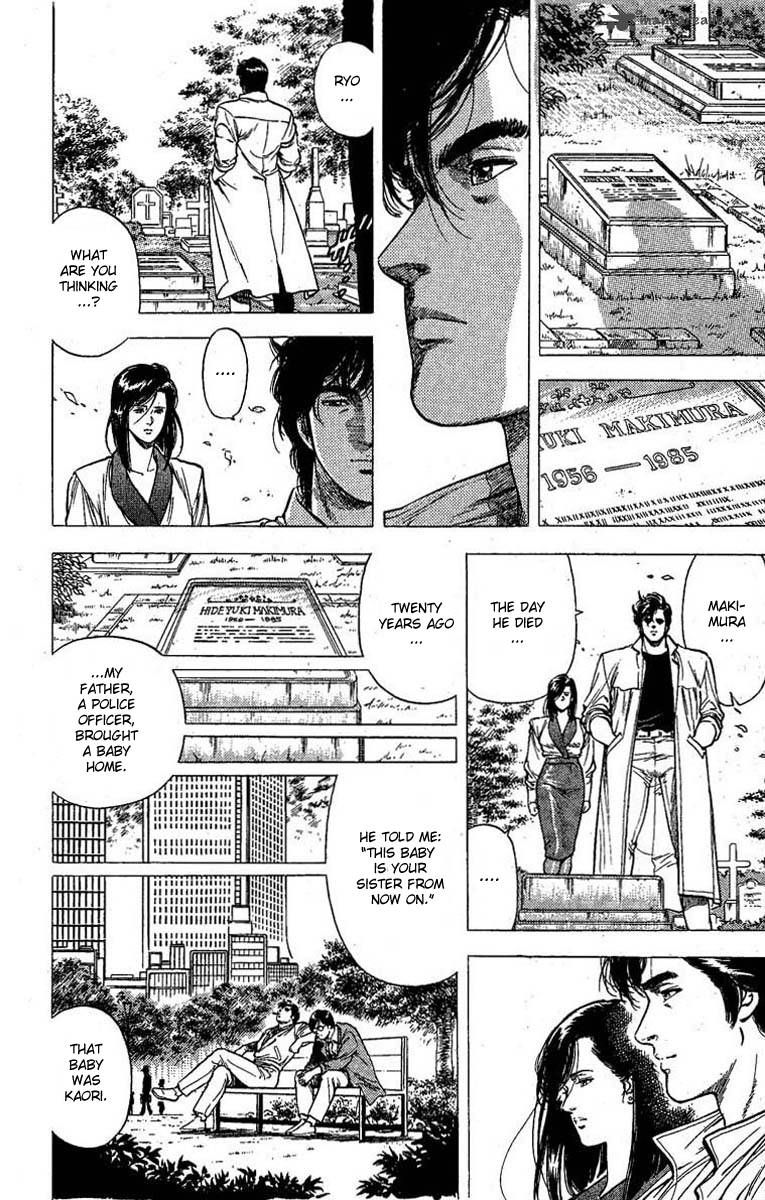 RYO
...
WHAT
ARE YOU
THINKING
...?
YUKI MAKIMURA
1956 — 1985
....
MAKI-
MURA
...
THE DAY
HE DIED
...
....
TWENTY
YEARS AGO
...
HIDEYUKI MAKIMURA
1956 — 1985
...MY
FATHER,
A POLICE
OFFICER,
BROUGHT
A BABY
HOME.
HE TOLD ME:
"THIS BABY
IS YOUR
SISTER FROM
NOW ON."
THAT
BABY
WAS
KAORI.